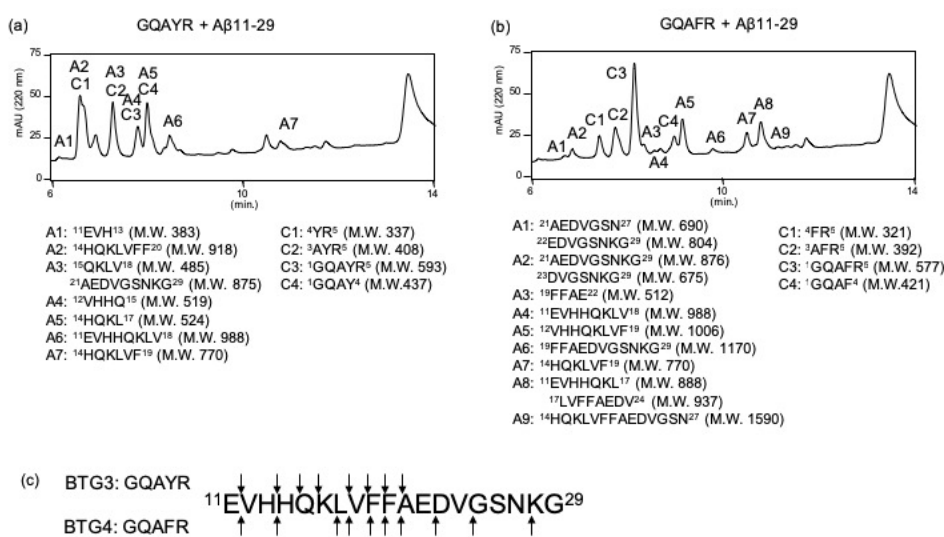 (a)
GQAYR + Aβ11-29
mAU (220 nm)
75
50
25
0
A1
A2
C1
A3
C2
A4
C3
A5
C4
A6
A7
6
10
14
(min.)
A1: ¹¹EVH¹³ (M.W. 383)
A2: ¹⁴HQKLVFF²⁰ (M.W. 918)
A3: ¹⁵QKLV¹⁸ (M.W. 485)
²¹AEDVGSNKG²⁹ (M.W. 875)
A4: ¹²VHHQ¹⁵ (M.W. 519)
A5: ¹⁴HQKL¹⁷ (M.W. 524)
A6: ¹¹EVHHQKLV¹⁸ (M.W. 988)
A7: ¹⁴HQKLVF¹⁹ (M.W. 770)
C1: ⁴YR⁵ (M.W. 337)
C2: ³AYR⁵ (M.W. 408)
C3: ¹GQAYR⁵ (M.W. 593)
C4: ¹GQAY⁴ (M.W.437)
(b)
GQAFR + Aβ11-29
mAU (220 nm)
75
50
25
0
A1
A2
C1
C2
C3
A3
A4
C4
A5
A6
A7
A8
A9
6
10
14
(min.)
A1: ²¹AEDVGSN²⁷ (M.W. 690)
²²EDVGSNKG²⁹ (M.W. 804)
A2: ²¹AEDVGSNKG²⁹ (M.W. 876)
²³DVGSNKG²⁹ (M.W. 675)
A3: ¹⁹FFAE²² (M.W. 512)
A4: ¹¹EVHHQKLV¹⁸ (M.W. 988)
A5: ¹²VHHQKLVF¹⁹ (M.W. 1006)
A6: ¹⁹FFAEDVGSNKG²⁹ (M.W. 1170)
A7: ¹⁴HQKLVF¹⁹ (M.W. 770)
A8: ¹¹EVHHQKL¹⁷ (M.W. 888)
¹⁷LVFFAEDV²⁴ (M.W. 937)
A9: ¹⁴HQKLVFFAEDVGSN²⁷ (M.W. 1590)
C1: ⁴FR⁵ (M.W. 321)
C2: ³AFR⁵ (M.W. 392)
C3: ¹GQAFR⁵ (M.W. 577)
C4: ¹GQAF⁴ (M.W.421)
(c)
BTG3: GQAYR
¹¹EVHHQKLVFFAEDVGSNKG²⁹
BTG4: GQAFR